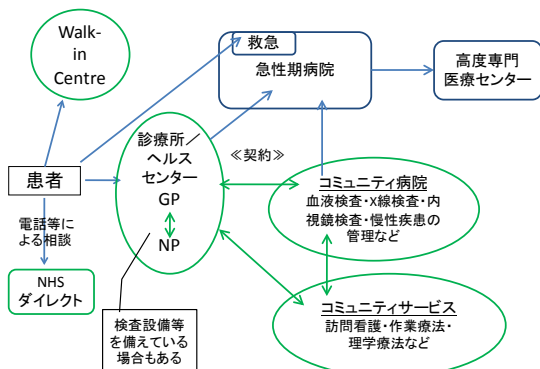 Walk-
in
Centre
救急
急性期病院
高度専門
医療センター
診療所／
ヘルス
センター
GP
NP
≪契約≫
患者
電話等
による相談
NHS
ダイレクト
検査設備等
を備えている
場合もある
コミュニティ病院
血液検査・X線検査・内
視鏡検査・慢性疾患の
管理など
コミュニティサービス
訪問看護・作業療法・
理学療法など